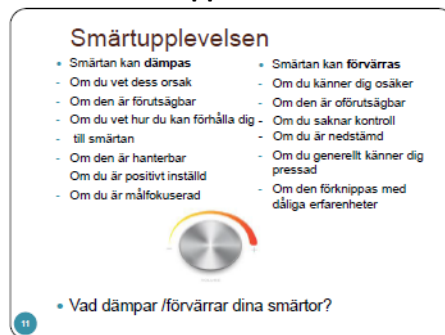 Smärtupplevelsen
• Smärtan kan dämpas
- Om du vet dess orsak
- Om den är förutsägbar
- Om du vet hur du kan förhålla dig
- till smärtan
- Om den är hanterbar
Om du är positivt inställd
- Om du är målfokuserad
• Smärtan kan förvärras
- Om du känner dig osäker
- Om den är oförutsägbar
- Om du saknar kontroll
- Om du är nedstämd
- Om du generellt känner dig
pressad
- Om den förknippas med
dåliga erfarenheter
• Vad dämpar /förvärrar dina smärtor?
11